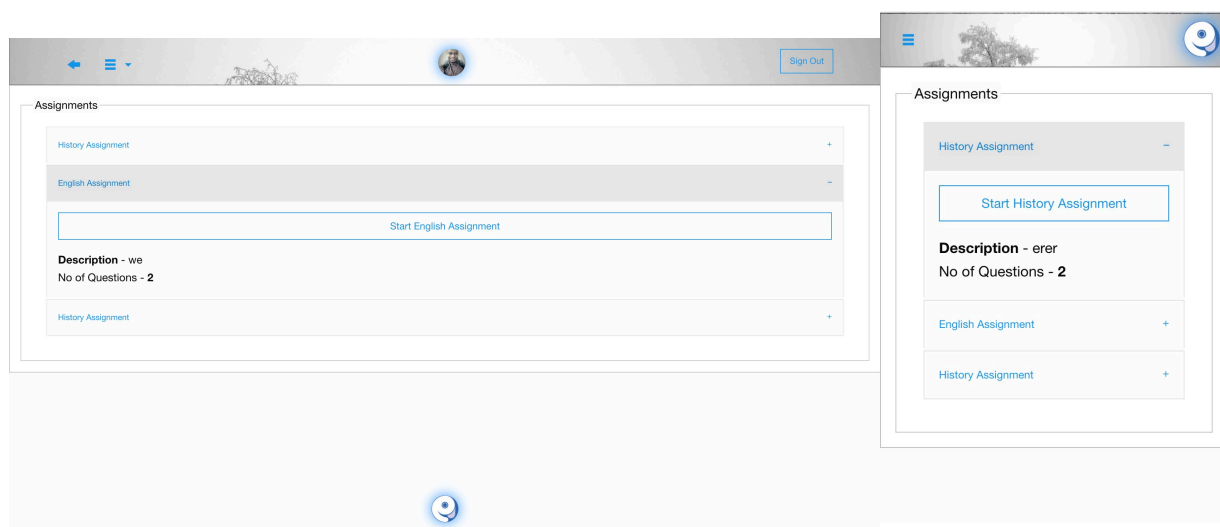 Sign Out
Assignments
History Assignment +
English Assignment −
Start English Assignment
Description - we
No of Questions - 2
History Assignment +
Assignments
History Assignment −
Start History Assignment
Description - erer
No of Questions - 2
English Assignment +
History Assignment +